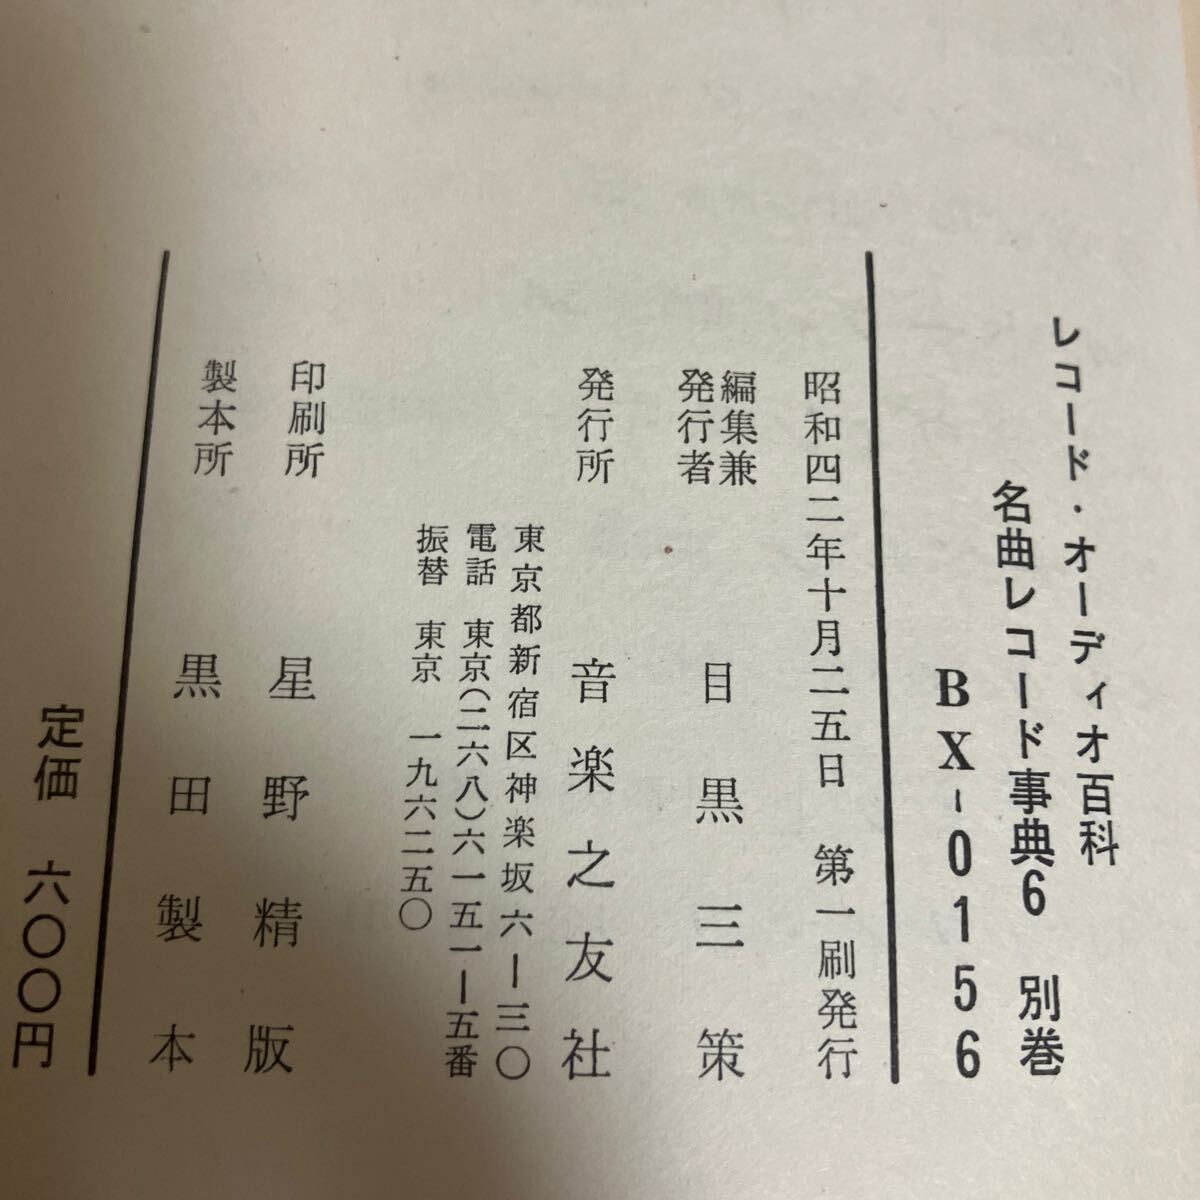 レコード・オーディオ百科
名曲レコード事典6　別巻
BX-0156
昭和四二年十月二五日　第一刷発行
編集兼
発行者　目黒三策
発行所　音楽之友社
東京都新宿区神楽坂六ー三〇
電話　東京(二六八)六一五一ー五番
振替　東京　一九六二五〇
印刷所　星野精版
製本所　黒田製本
定価　六〇〇円